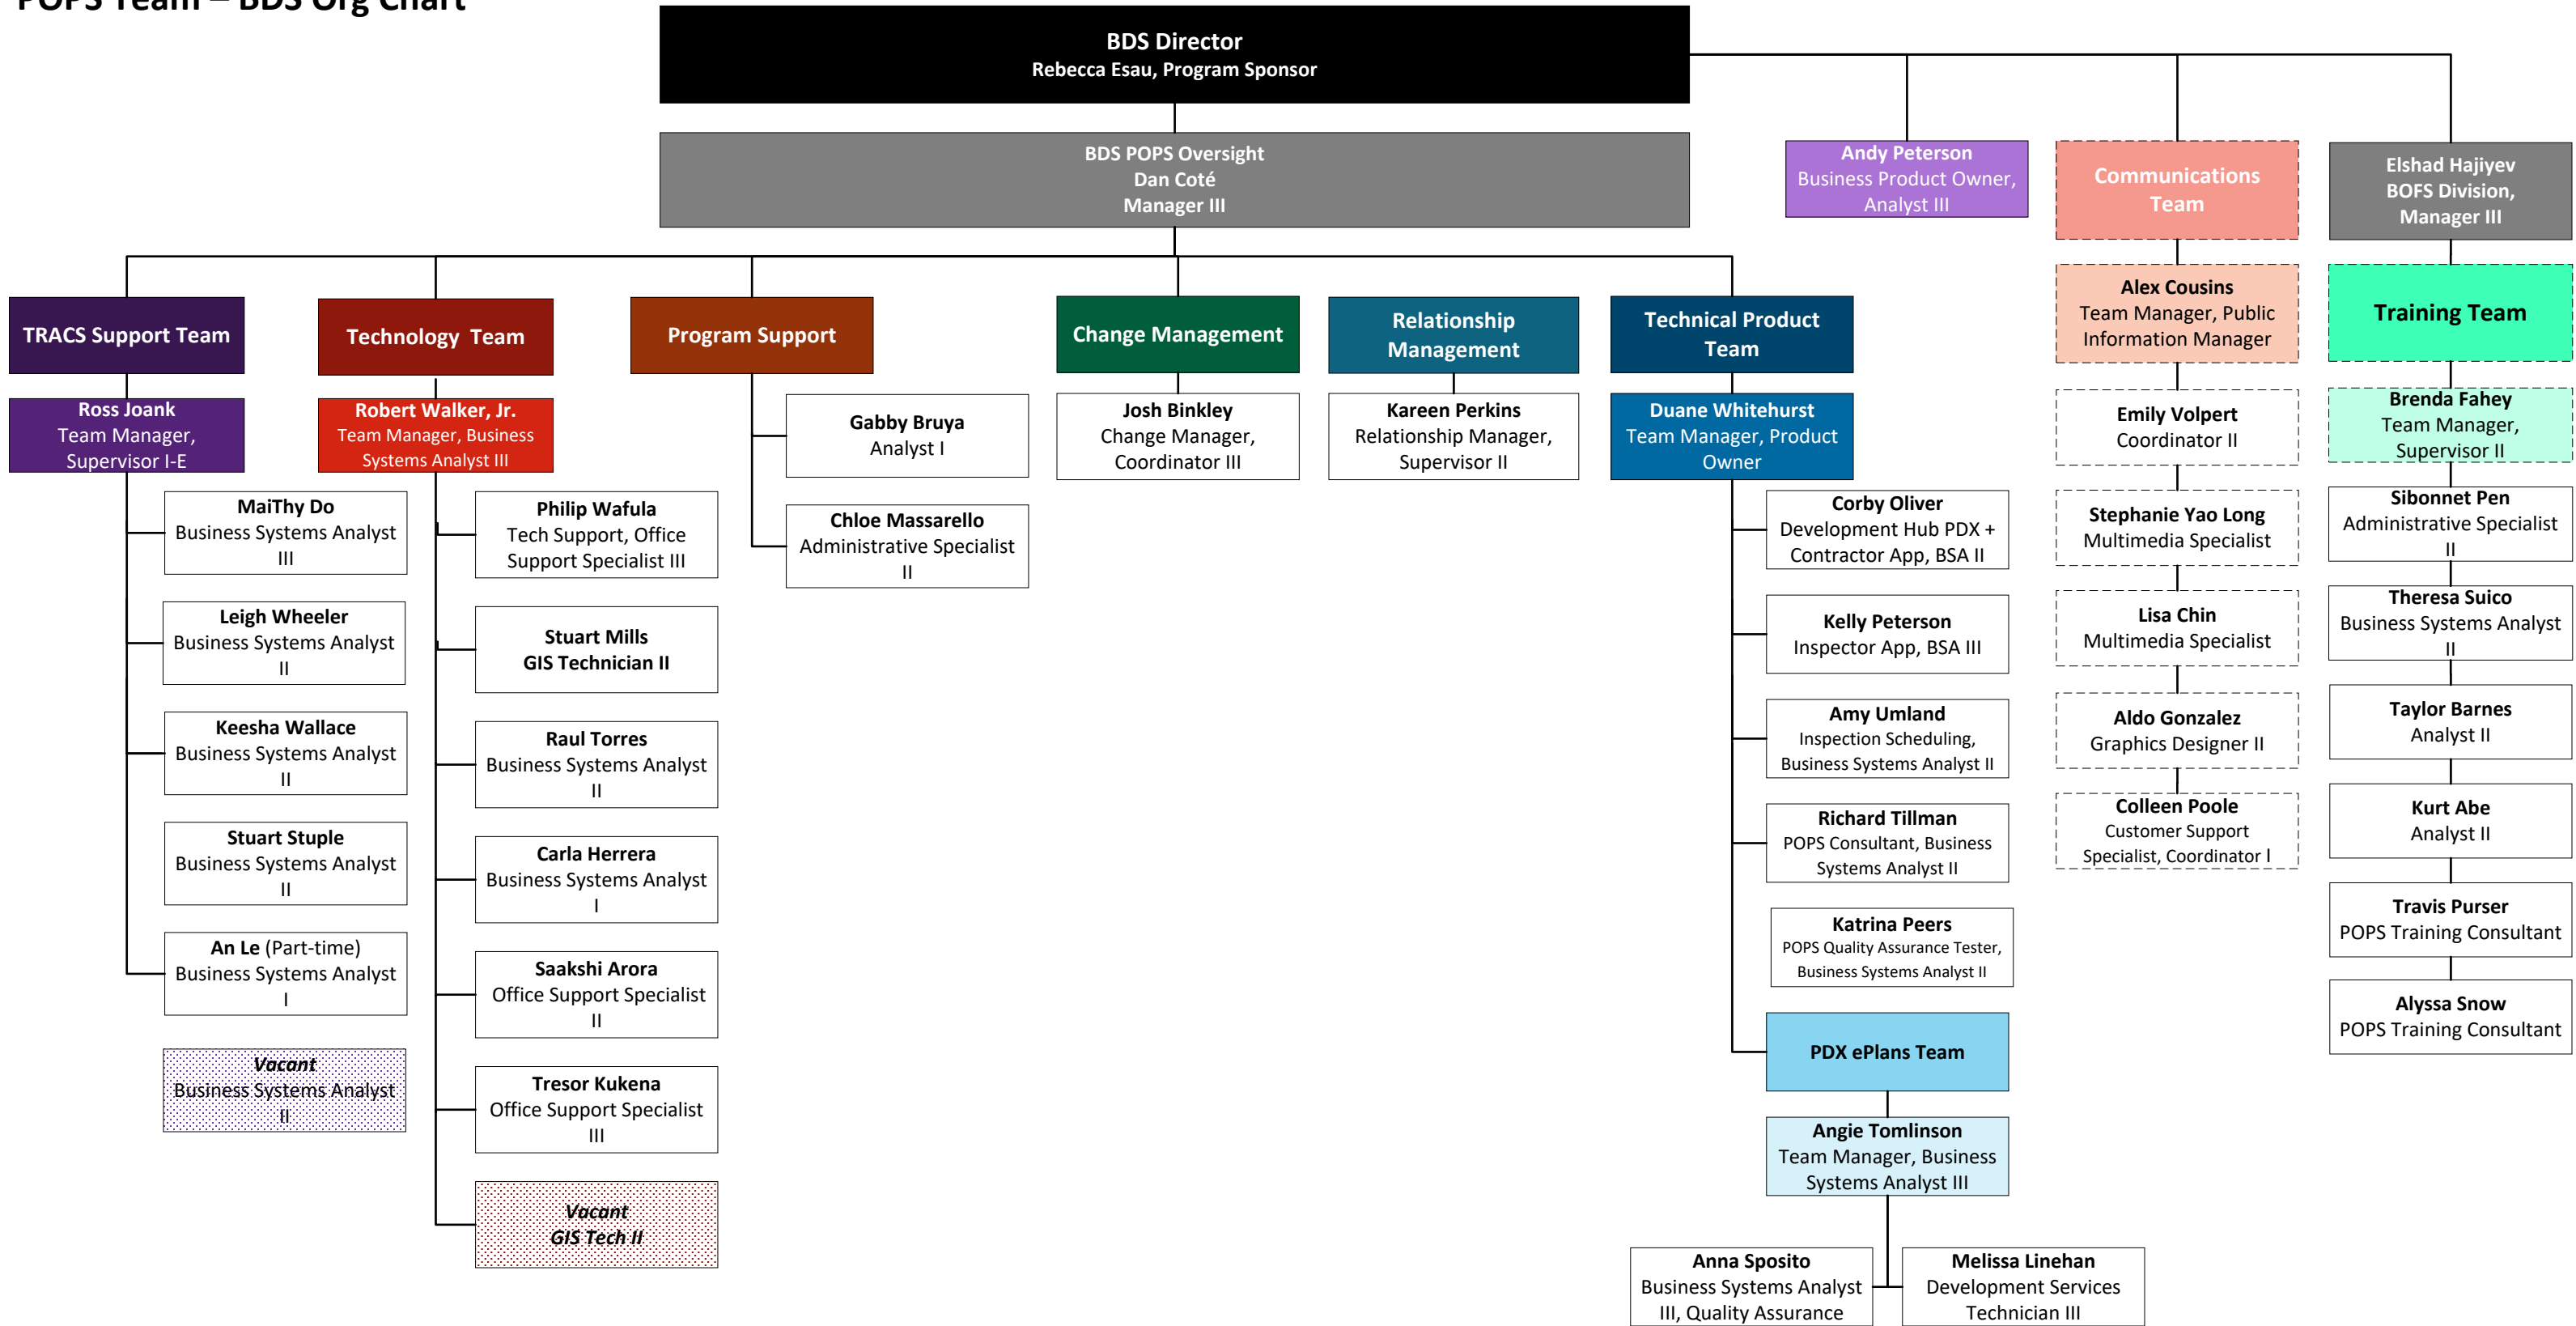 POPS Team – BDS Org Chart
BDS Director
Rebecca Esau, Program Sponsor
BDS POPS Oversight
Dan Coté
Manager III
Andy Peterson
Business Product Owner,
Analyst III
Communications
Team
Elshad Hajiyev
BOFS Division,
Manager III
TRACS Support Team
Technology Team
Program Support
Change Management
Relationship
Management
Technical Product
Team
Alex Cousins
Team Manager, Public
Information Manager
Training Team
Ross Joank
Team Manager,
Supervisor I-E
MaiThy Do
Business Systems Analyst
III
Leigh Wheeler
Business Systems Analyst
II
Keesha Wallace
Business Systems Analyst
II
Stuart Stuple
Business Systems Analyst
II
An Le (Part-time)
Business Systems Analyst
I
Vacant
Business Systems Analyst
II
Robert Walker, Jr.
Team Manager, Business
Systems Analyst III
Philip Wafula
Tech Support, Office
Support Specialist III
Stuart Mills
GIS Technician II
Raul Torres
Business Systems Analyst
II
Carla Herrera
Business Systems Analyst
I
Saakshi Arora
Office Support Specialist
II
Tresor Kukena
Office Support Specialist
III
Vacant
GIS Tech II
Gabby Bruya
Analyst I
Chloe Massarello
Administrative Specialist
II
Josh Binkley
Change Manager,
Coordinator III
Kareen Perkins
Relationship Manager,
Supervisor II
Duane Whitehurst
Team Manager, Product
Owner
Corby Oliver
Development Hub PDX +
Contractor App, BSA II
Kelly Peterson
Inspector App, BSA III
Amy Umland
Inspection Scheduling,
Business Systems Analyst II
Richard Tillman
POPS Consultant, Business
Systems Analyst II
Katrina Peers
POPS Quality Assurance Tester,
Business Systems Analyst II
PDX ePlans Team
Angie Tomlinson
Team Manager, Business
Systems Analyst III
Anna Sposito
Business Systems Analyst
III, Quality Assurance
Melissa Linehan
Development Services
Technician III
Emily Volpert
Coordinator II
Stephanie Yao Long
Multimedia Specialist
Lisa Chin
Multimedia Specialist
Aldo Gonzalez
Graphics Designer II
Colleen Poole
Customer Support
Specialist, Coordinator I
Brenda Fahey
Team Manager,
Supervisor II
Sibonnet Pen
Administrative Specialist
II
Theresa Suico
Business Systems Analyst
II
Taylor Barnes
Analyst II
Kurt Abe
Analyst II
Travis Purser
POPS Training Consultant
Alyssa Snow
POPS Training Consultant